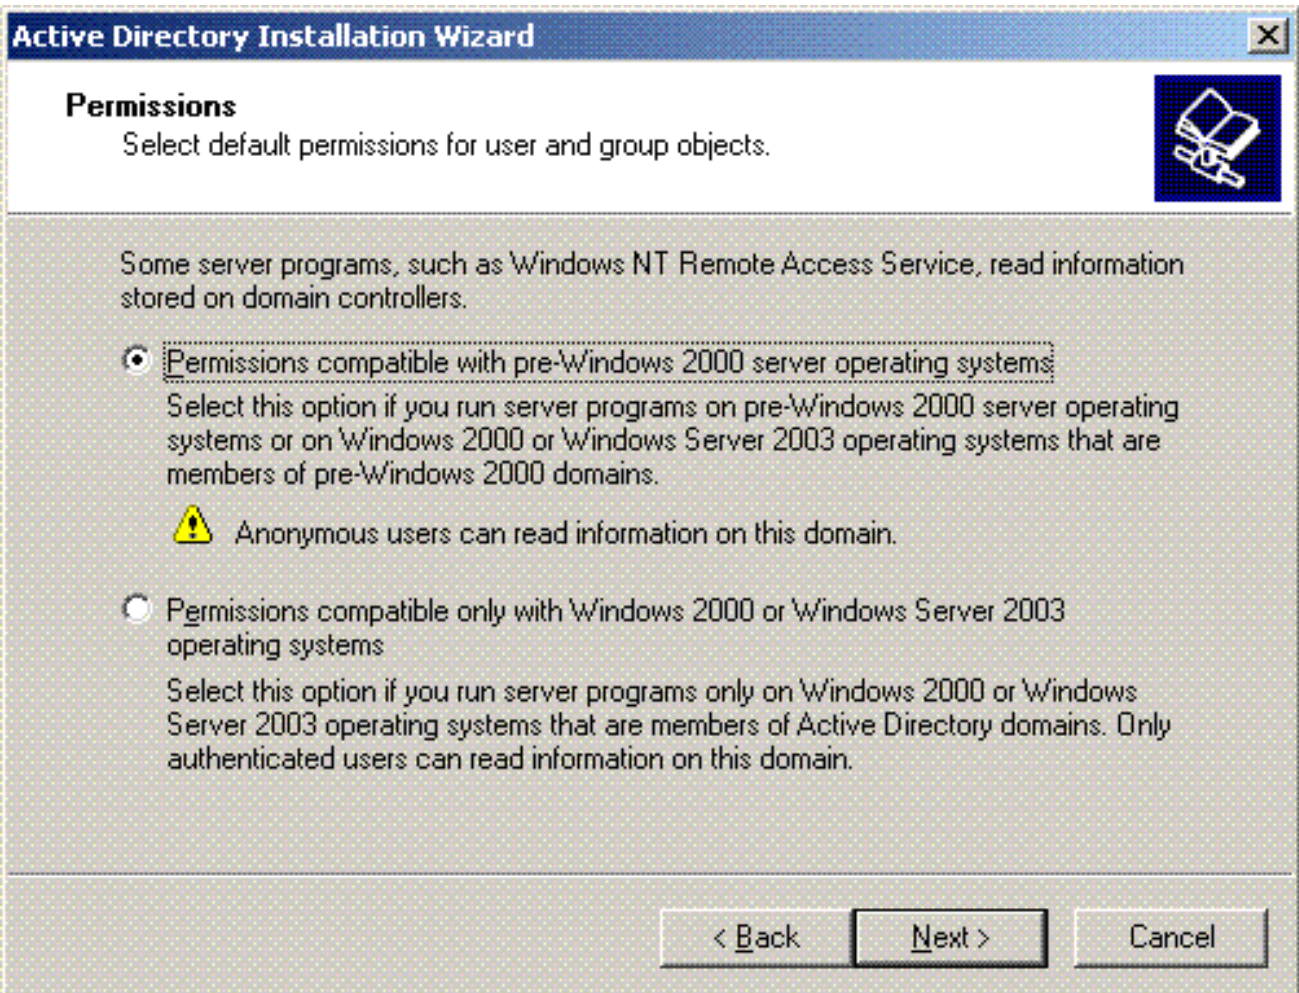 Active Directory Installation Wizard
Permissions
Select default permissions for user and group objects.
Some server programs, such as Windows NT Remote Access Service, read information
stored on domain controllers.
Permissions compatible with pre-Windows 2000 server operating systems
Select this option if you run server programs on pre-Windows 2000 server operating
systems or on Windows 2000 or Windows Server 2003 operating systems that are
members of pre-Windows 2000 domains.
Anonymous users can read information on this domain.
Permissions compatible only with Windows 2000 or Windows Server 2003
operating systems
Select this option if you run server programs only on Windows 2000 or Windows
Server 2003 operating systems that are members of Active Directory domains. Only
authenticated users can read information on this domain.
< Back Next > Cancel